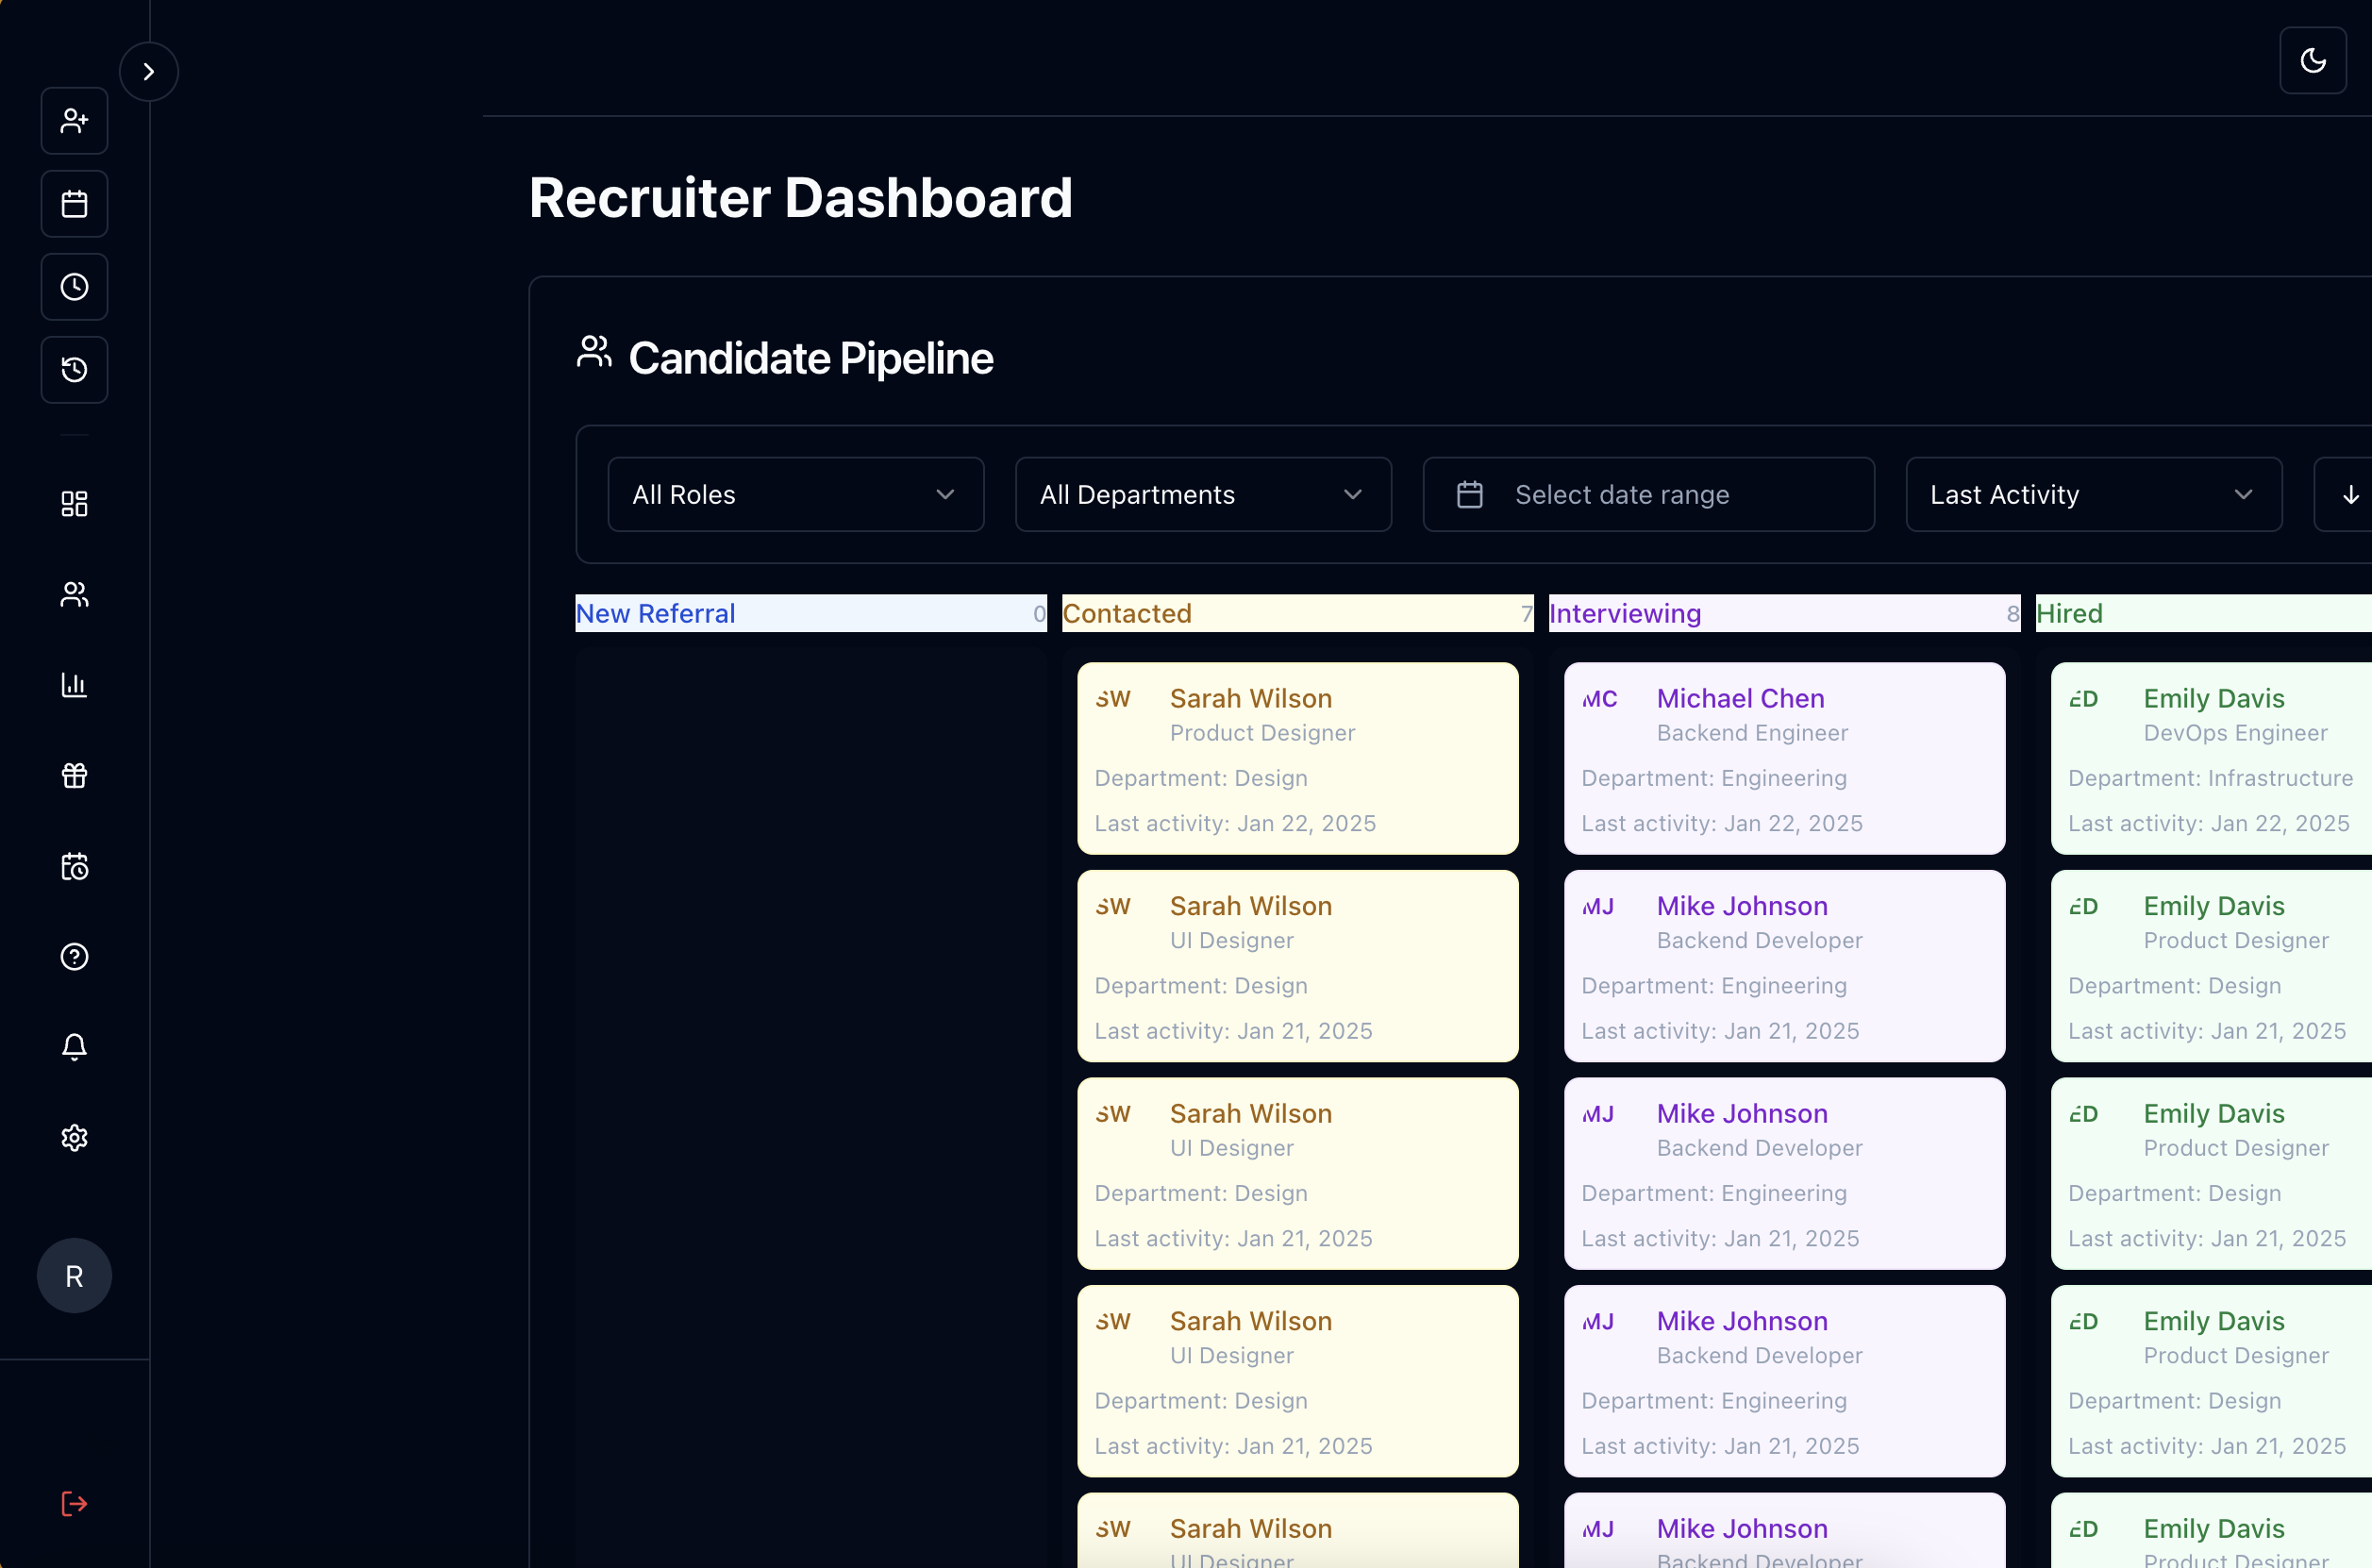 Recruiter Dashboard
Candidate Pipeline
All Roles
All Departments
Select date range
Last Activity
New Referral 0
Contacted 7
Interviewing 8
Hired
SW Sarah Wilson
Product Designer
Department: Design
Last activity: Jan 22, 2025
SW Sarah Wilson
UI Designer
Department: Design
Last activity: Jan 21, 2025
SW Sarah Wilson
UI Designer
Department: Design
Last activity: Jan 21, 2025
SW Sarah Wilson
UI Designer
Department: Design
Last activity: Jan 21, 2025
SW Sarah Wilson
UI Designer
MC Michael Chen
Backend Engineer
Department: Engineering
Last activity: Jan 22, 2025
MJ Mike Johnson
Backend Developer
Department: Engineering
Last activity: Jan 21, 2025
MJ Mike Johnson
Backend Developer
Department: Engineering
Last activity: Jan 21, 2025
MJ Mike Johnson
Backend Developer
Department: Engineering
Last activity: Jan 21, 2025
MJ Mike Johnson
Backend Developer
ED Emily Davis
DevOps Engineer
Department: Infrastructure
Last activity: Jan 22, 2025
ED Emily Davis
Product Designer
Department: Design
Last activity: Jan 21, 2025
ED Emily Davis
Product Designer
Department: Design
Last activity: Jan 21, 2025
ED Emily Davis
Product Designer
Department: Design
Last activity: Jan 21, 2025
ED Emily Davis
Product Designer
R